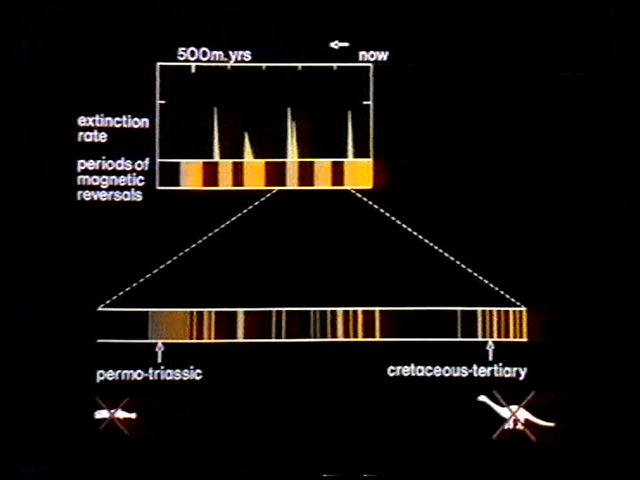 500m.yrs
now
extinction
rate
periods of
magnetic
reversals
permo-triassic
cretaceous-tertiary